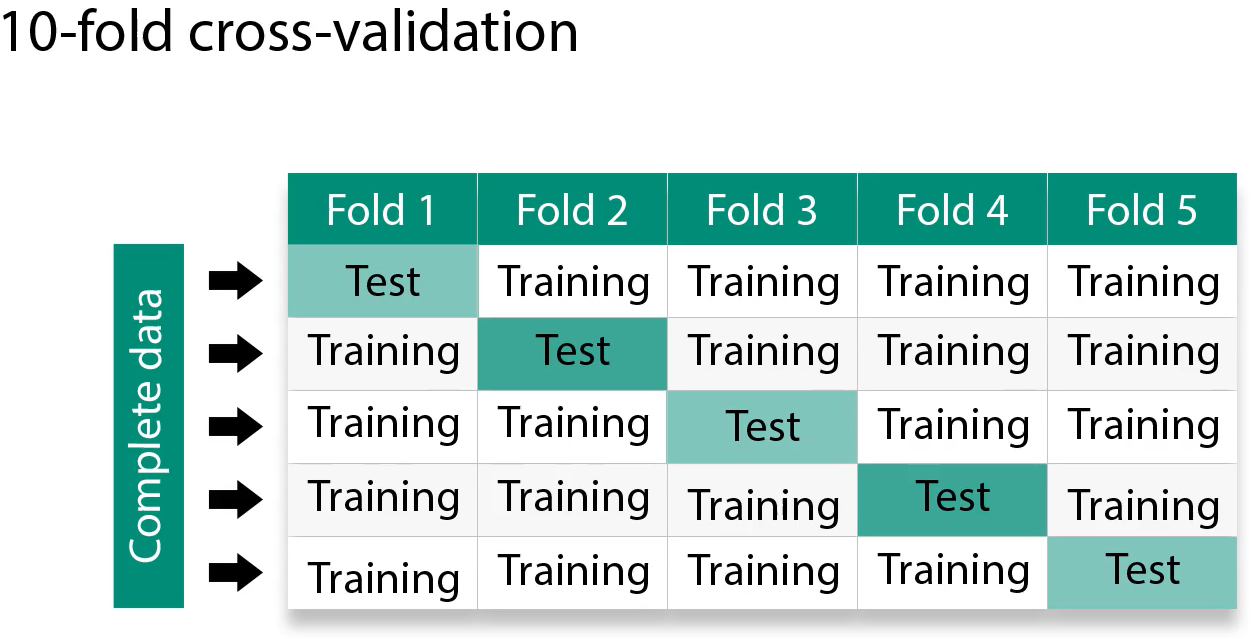 10-fold cross-validation
Fold 1 Fold 2 Fold 3 Fold 4 Fold 5
Complete data
Test Training Training Training Training
Training Test Training Training Training
Training Training Test Training Training
Training Training Training Test Training
Training Training Training Training Test